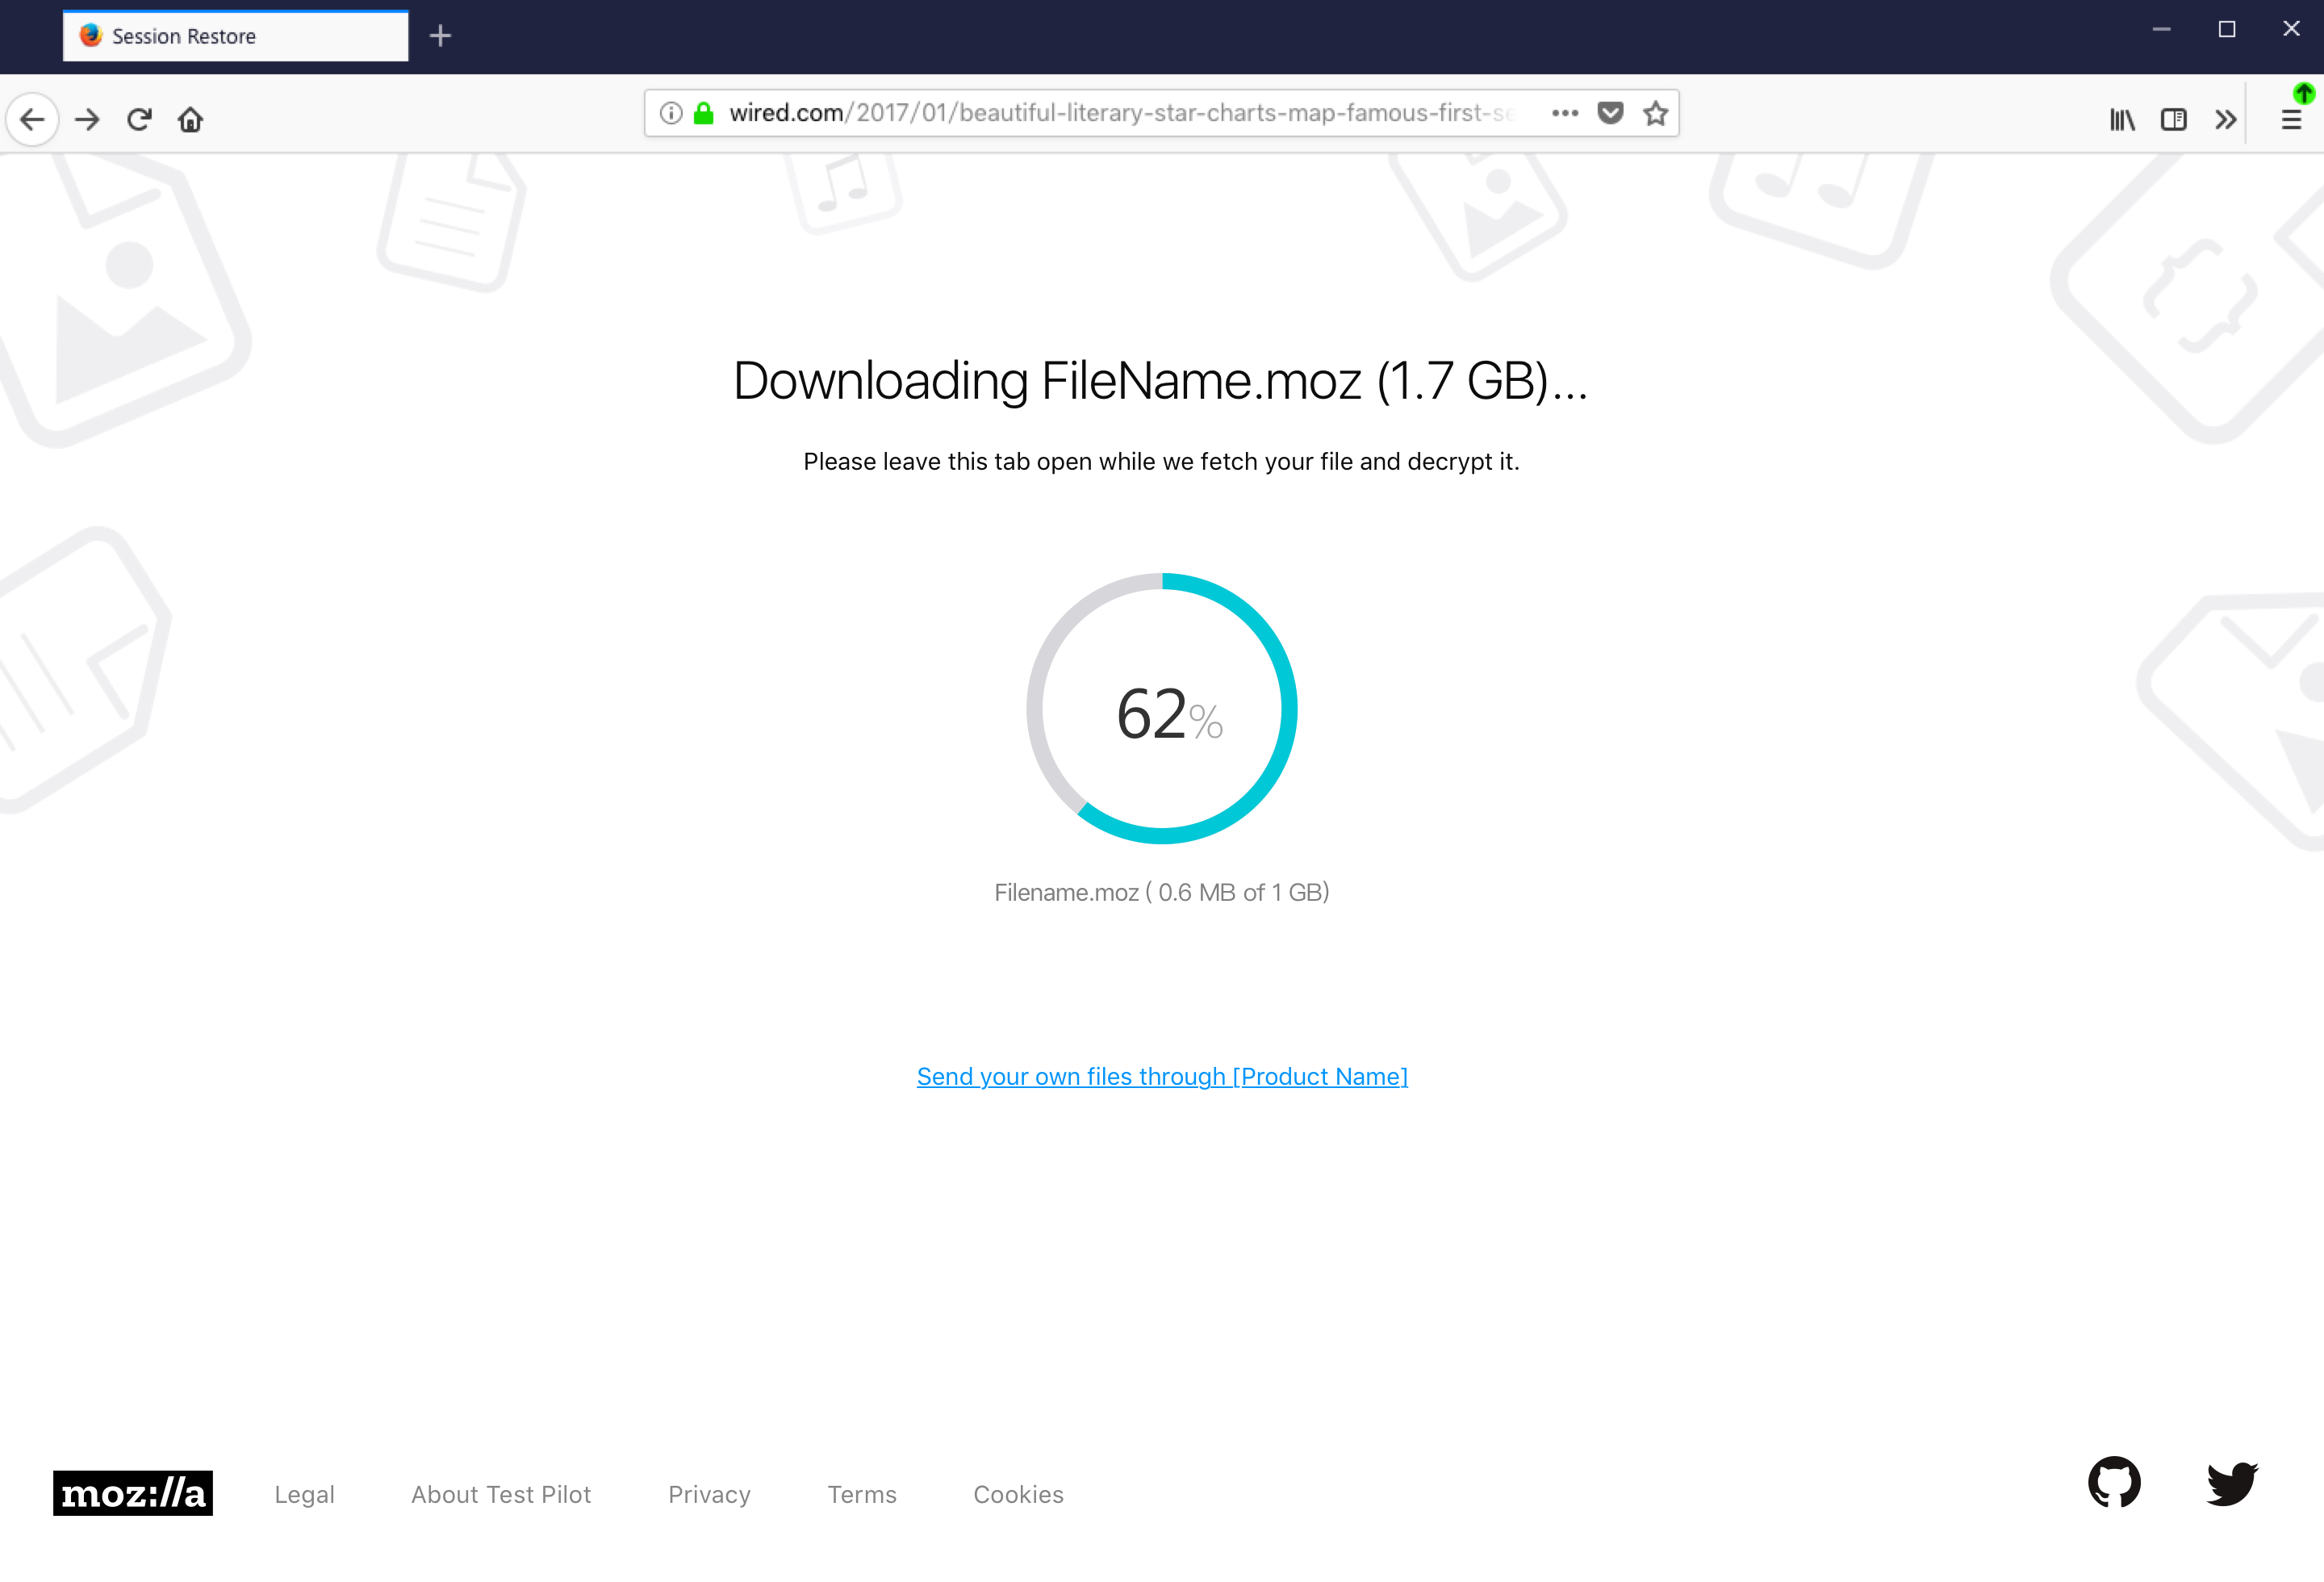 Session Restore
wired.com/2017/01/beautiful-literary-star-charts-map-famous-first-se
Downloading FileName.moz (1.7 GB)...
Please leave this tab open while we fetch your file and decrypt it.
62%
Filename.moz ( 0.6 MB of 1 GB)
Send your own files through [Product Name]
moz://a
Legal
About Test Pilot
Privacy
Terms
Cookies